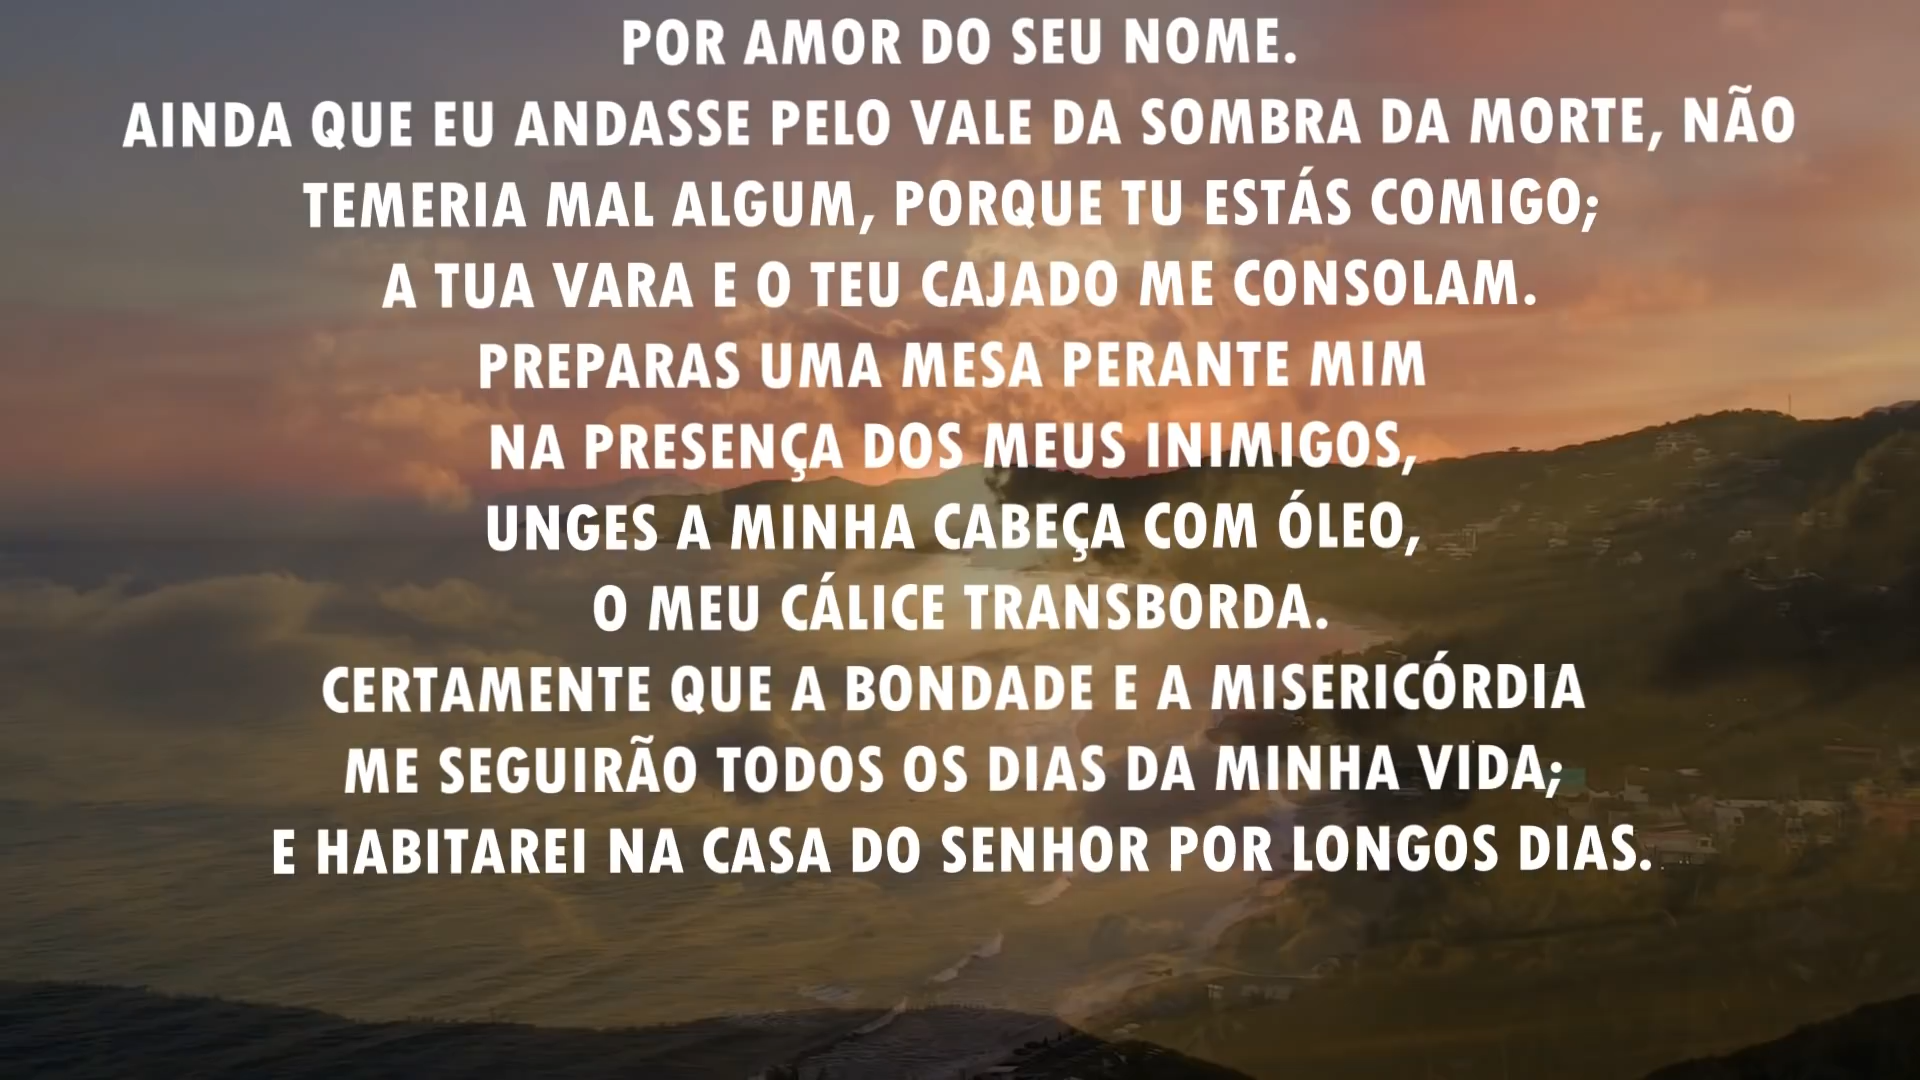 POR AMOR DO SEU NOME.
AINDA QUE EU ANDASSE PELO VALE DA SOMBRA DA MORTE, NÃO
TEMERIA MAL ALGUM, PORQUE TU ESTÁS COMIGO;
A TUA VARA E O TEU CAJADO ME CONSOLAM.
PREPARAS UMA MESA PERANTE MIM
NA PRESENÇA DOS MEUS INIMIGOS,
UNGES A MINHA CABEÇA COM ÓLEO,
O MEU CÁLICE TRANSBORDA.
CERTAMENTE QUE A BONDADE E A MISERICÓRDIA
ME SEGUIRÃO TODOS OS DIAS DA MINHA VIDA;
E HABITAREI NA CASA DO SENHOR POR LONGOS DIAS.